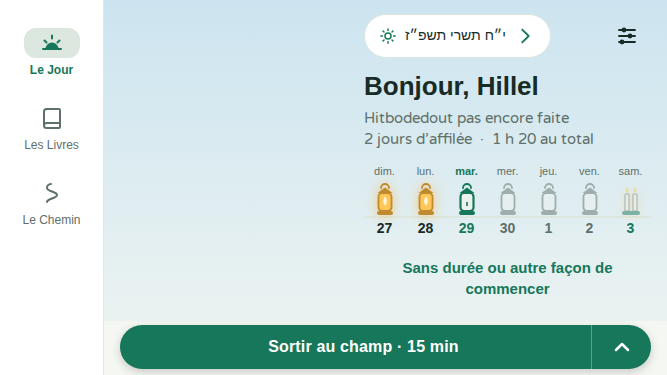 Le Jour
Les Livres
Le Chemin
י״ח תשרי תשפ״ז
Bonjour, Hillel
Hitbodedout pas encore faite
2 jours d'affilée · 1 h 20 au total
dim. lun. mar. mer. jeu. ven. sam.
27 28 29 30 1 2 3
Sans durée ou autre façon de
commencer
Sortir au champ · 15 min